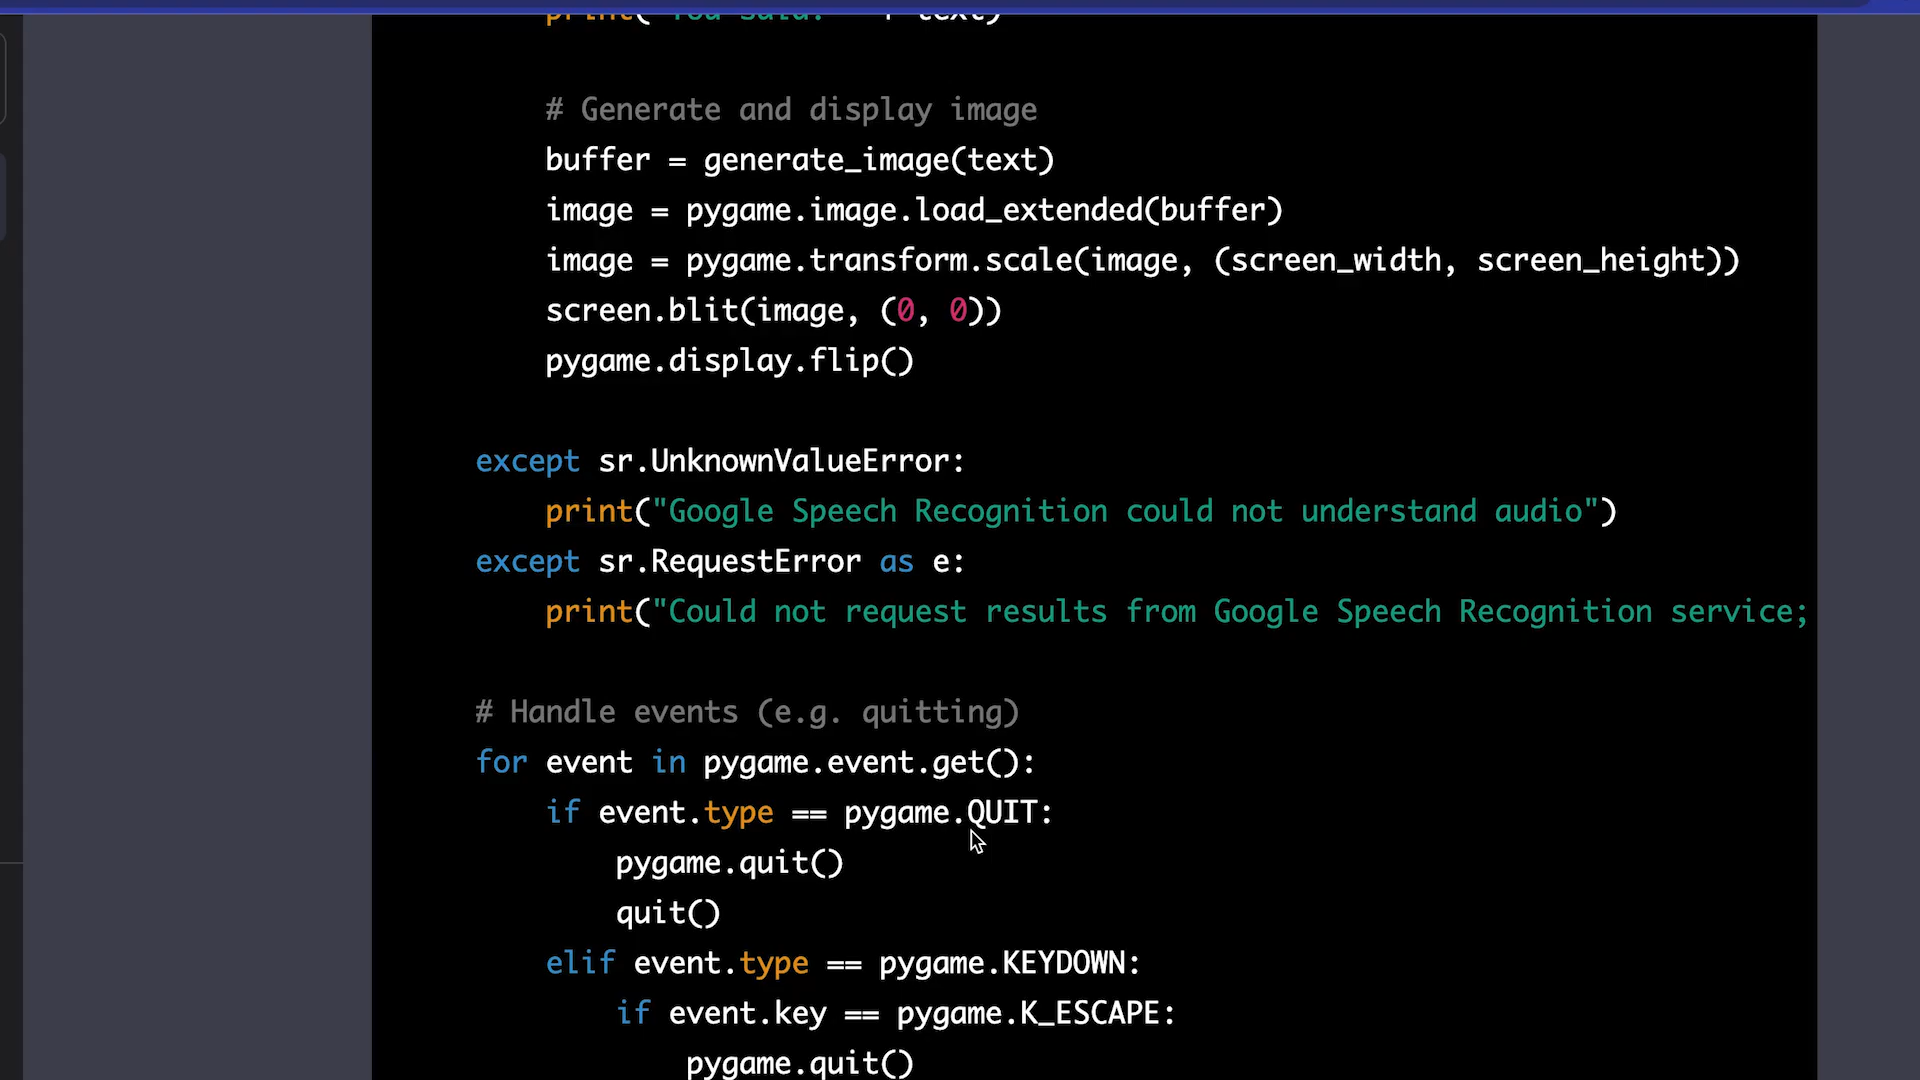 print("You said: " + text)
# Generate and display image
buffer = generate_image(text)
image = pygame.image.load_extended(buffer)
image = pygame.transform.scale(image, (screen_width, screen_height))
screen.blit(image, (0, 0))
pygame.display.flip()
except sr.UnknownValueError:
print("Google Speech Recognition could not understand audio")
except sr.RequestError as e:
print("Could not request results from Google Speech Recognition service;
# Handle events (e.g. quitting)
for event in pygame.event.get():
if event.type == pygame.QUIT:
pygame.quit()
quit()
elif event.type == pygame.KEYDOWN:
if event.key == pygame.K_ESCAPE:
pygame.quit()